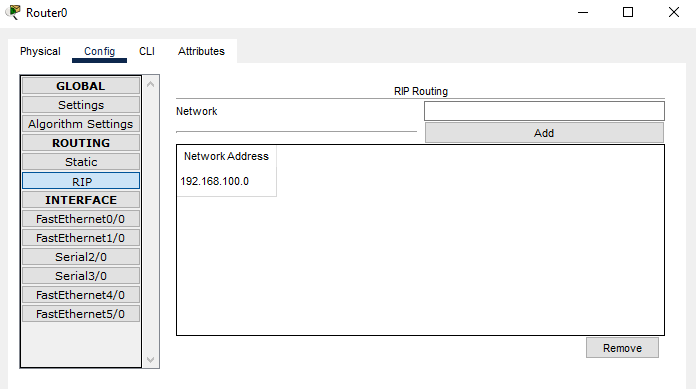 Router0
Physical Config CLI Attributes
GLOBAL
Settings
Algorithm Settings
ROUTING
Static
RIP
INTERFACE
FastEthernet0/0
FastEthernet1/0
Serial2/0
Serial3/0
FastEthernet4/0
FastEthernet5/0
RIP Routing
Network
Add
Network Address
192.168.100.0
Remove